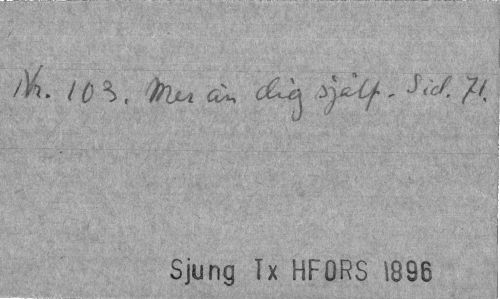 Nr. 103. Mer än dig själf. Sid. 71.
Sjung Tx HFORS 1896